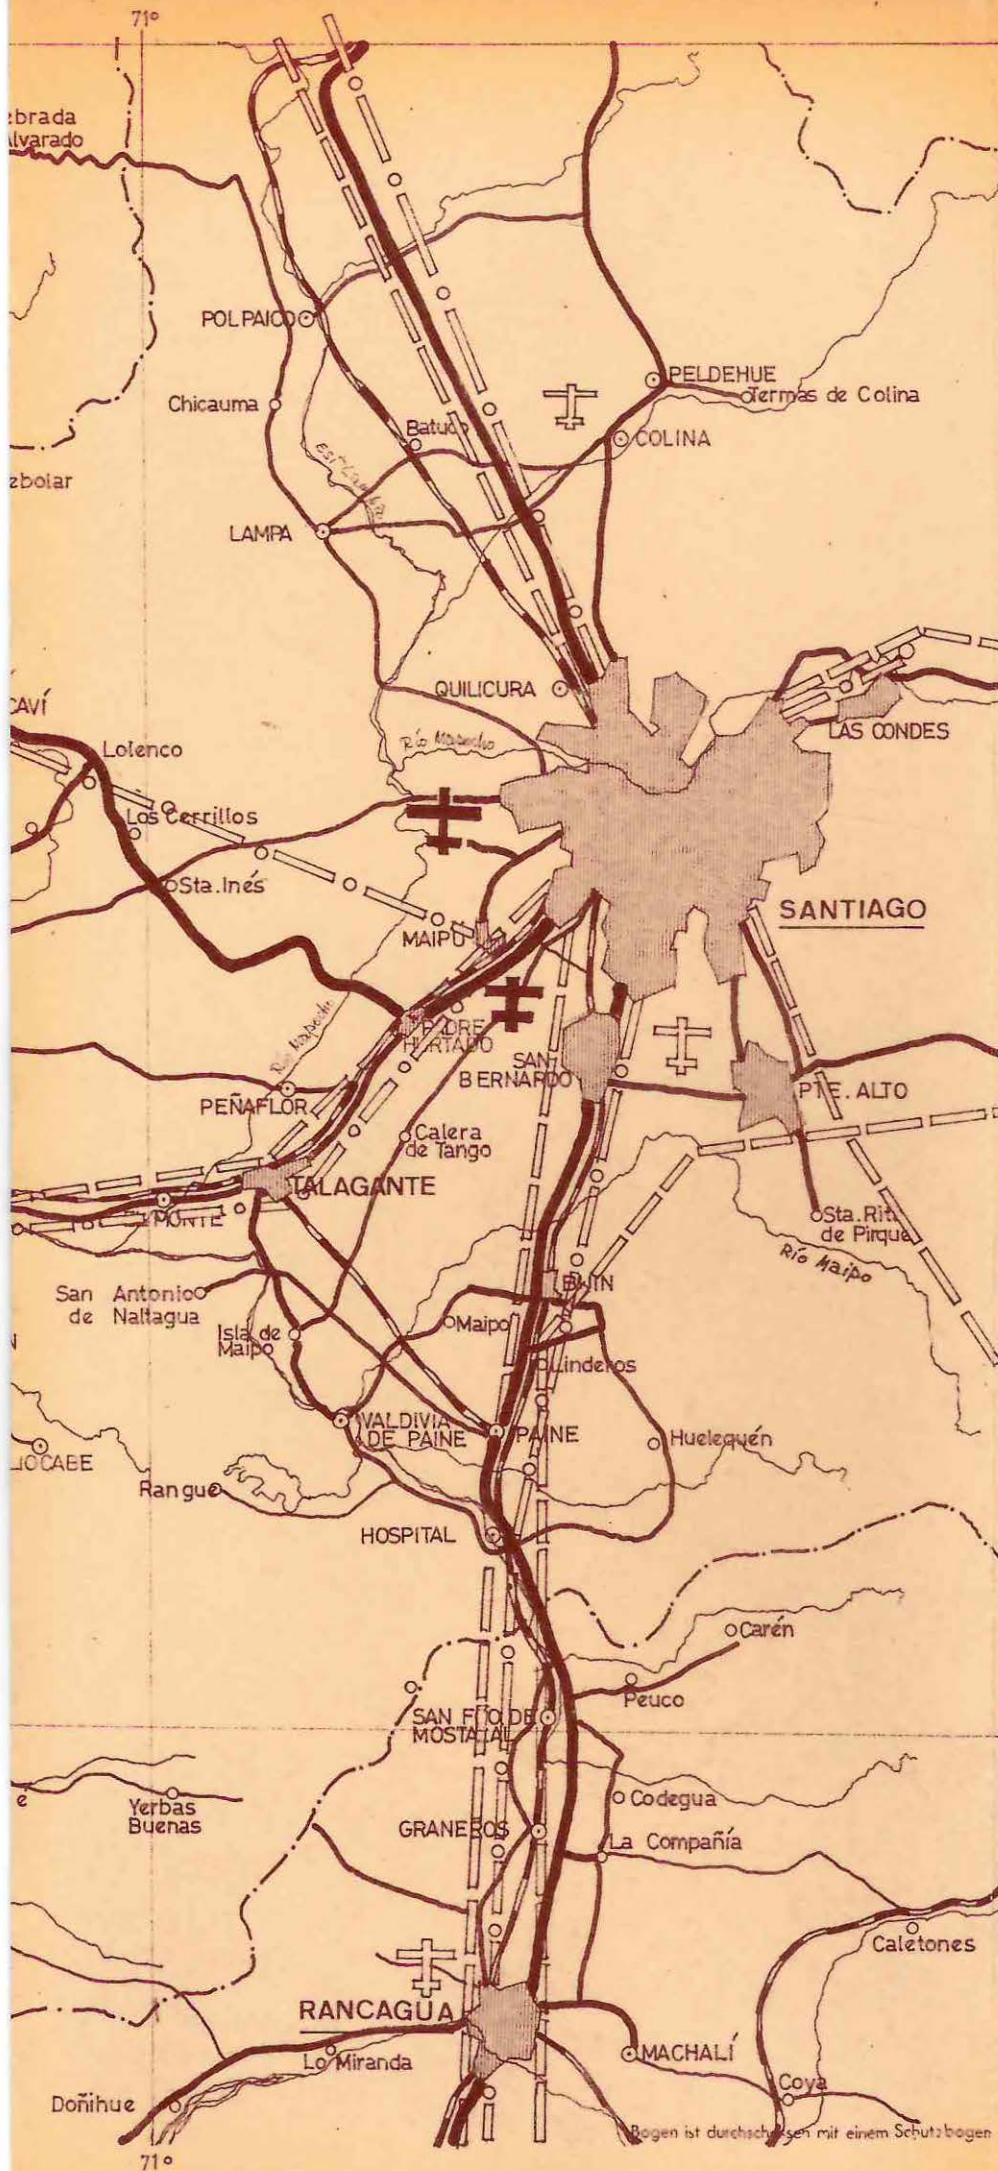 71°
ebrada
Alvarado
POLPAICO
PELDEHUE
Termas de Colina
Chicauma
Batuco
COLINA
ebolar
LAMPA
QUILICURA
CAVÍ
LAS CONDES
Río Mapocho
Lolenco
Los Cerrillos
Sta. Inés
SANTIAGO
MAIPU
Río Mapocho
PADRE
HURTADO
SAN
BERNARDO
PTE. ALTO
PEÑAFLOR
Calera
de Tango
TALAGANTE
MONTE
Sta. Rita
de Pirque
Río Maipo
San Antonio
de Naltagua
BUIN
Isla de
Maipo
Maipo
N
Linderos
VALDIVIA
DE PAINE
PAINE
Huelequén
LIOCABE
Rangue
HOSPITAL
Carén
Peuco
SAN FCO DE
MOSTAZAL
e
Yerbas
Buenas
Codegua
GRANEROS
La Compañía
Caletones
RANCAGUA
Lo Miranda
MACHALÍ
Doñihue
Coya
Bogen ist durchschossen mit einem Schutzbogen
71°